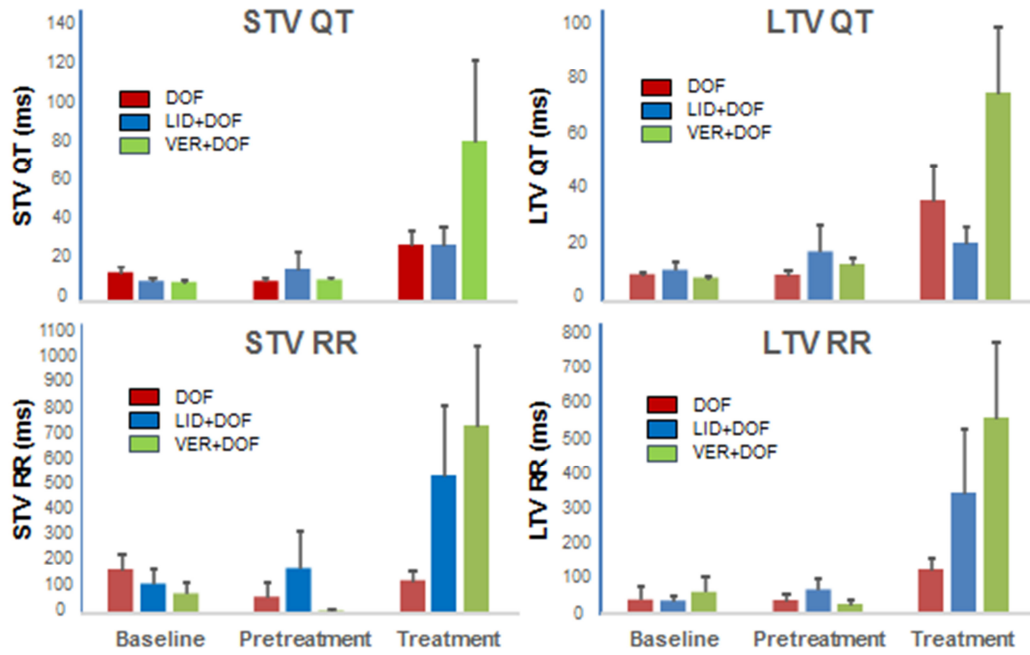 STV QT
STV QT (ms)
140
120
100
80
60
40
20
0
DOF
LID+DOF
VER+DOF
LTV QT
LTV QT (ms)
100
80
60
40
20
0
DOF
LID+DOF
VER+DOF
STV RR
STV RR (ms)
1100
1000
900
800
700
600
500
400
300
200
100
0
DOF
LID+DOF
VER+DOF
Baseline Pretreatment Treatment
LTV RR
LTV RR (ms)
800
700
600
500
400
300
200
100
0
DOF
LID+DOF
VER+DOF
Baseline Pretreatment Treatment